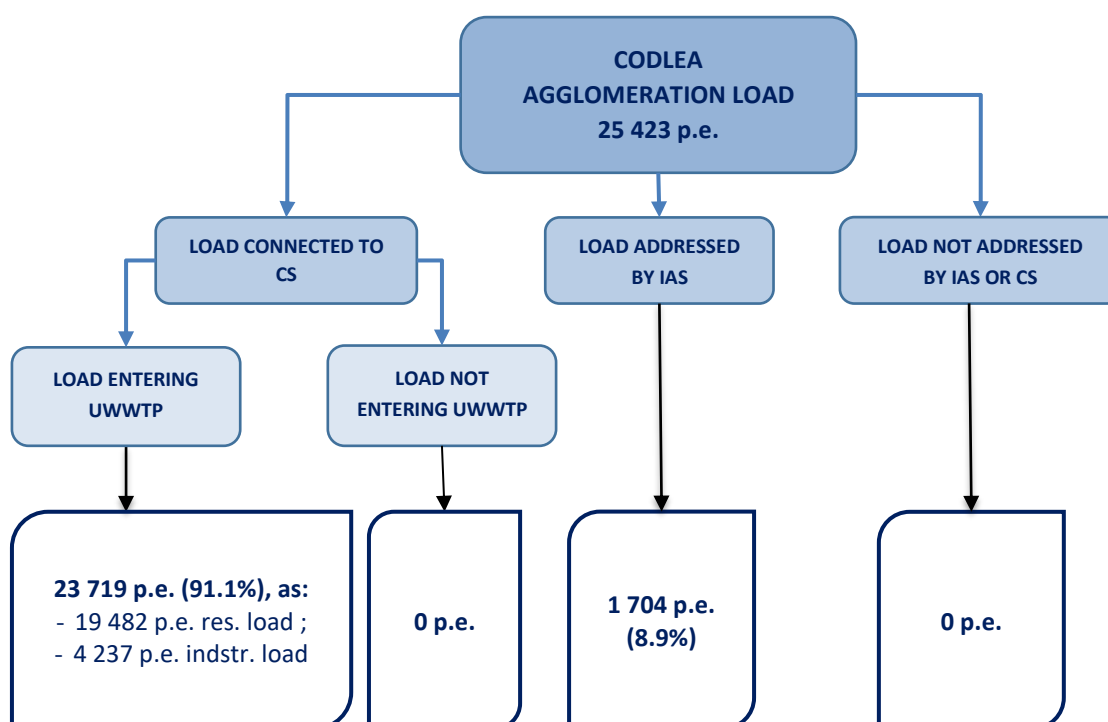 CODLEA
AGGLOMERATION LOAD
25 423 p.e.
LOAD CONNECTED TO
CS
LOAD ADDRESSED
BY IAS
LOAD NOT ADDRESSED
BY IAS OR CS
LOAD ENTERING
UWWTP
LOAD NOT
ENTERING UWWTP
23 719 p.e. (91.1%), as:
- 19 482 p.e. res. load ;
- 4 237 p.e. indstr. load
0 p.e.
1 704 p.e.
(8.9%)
0 p.e.